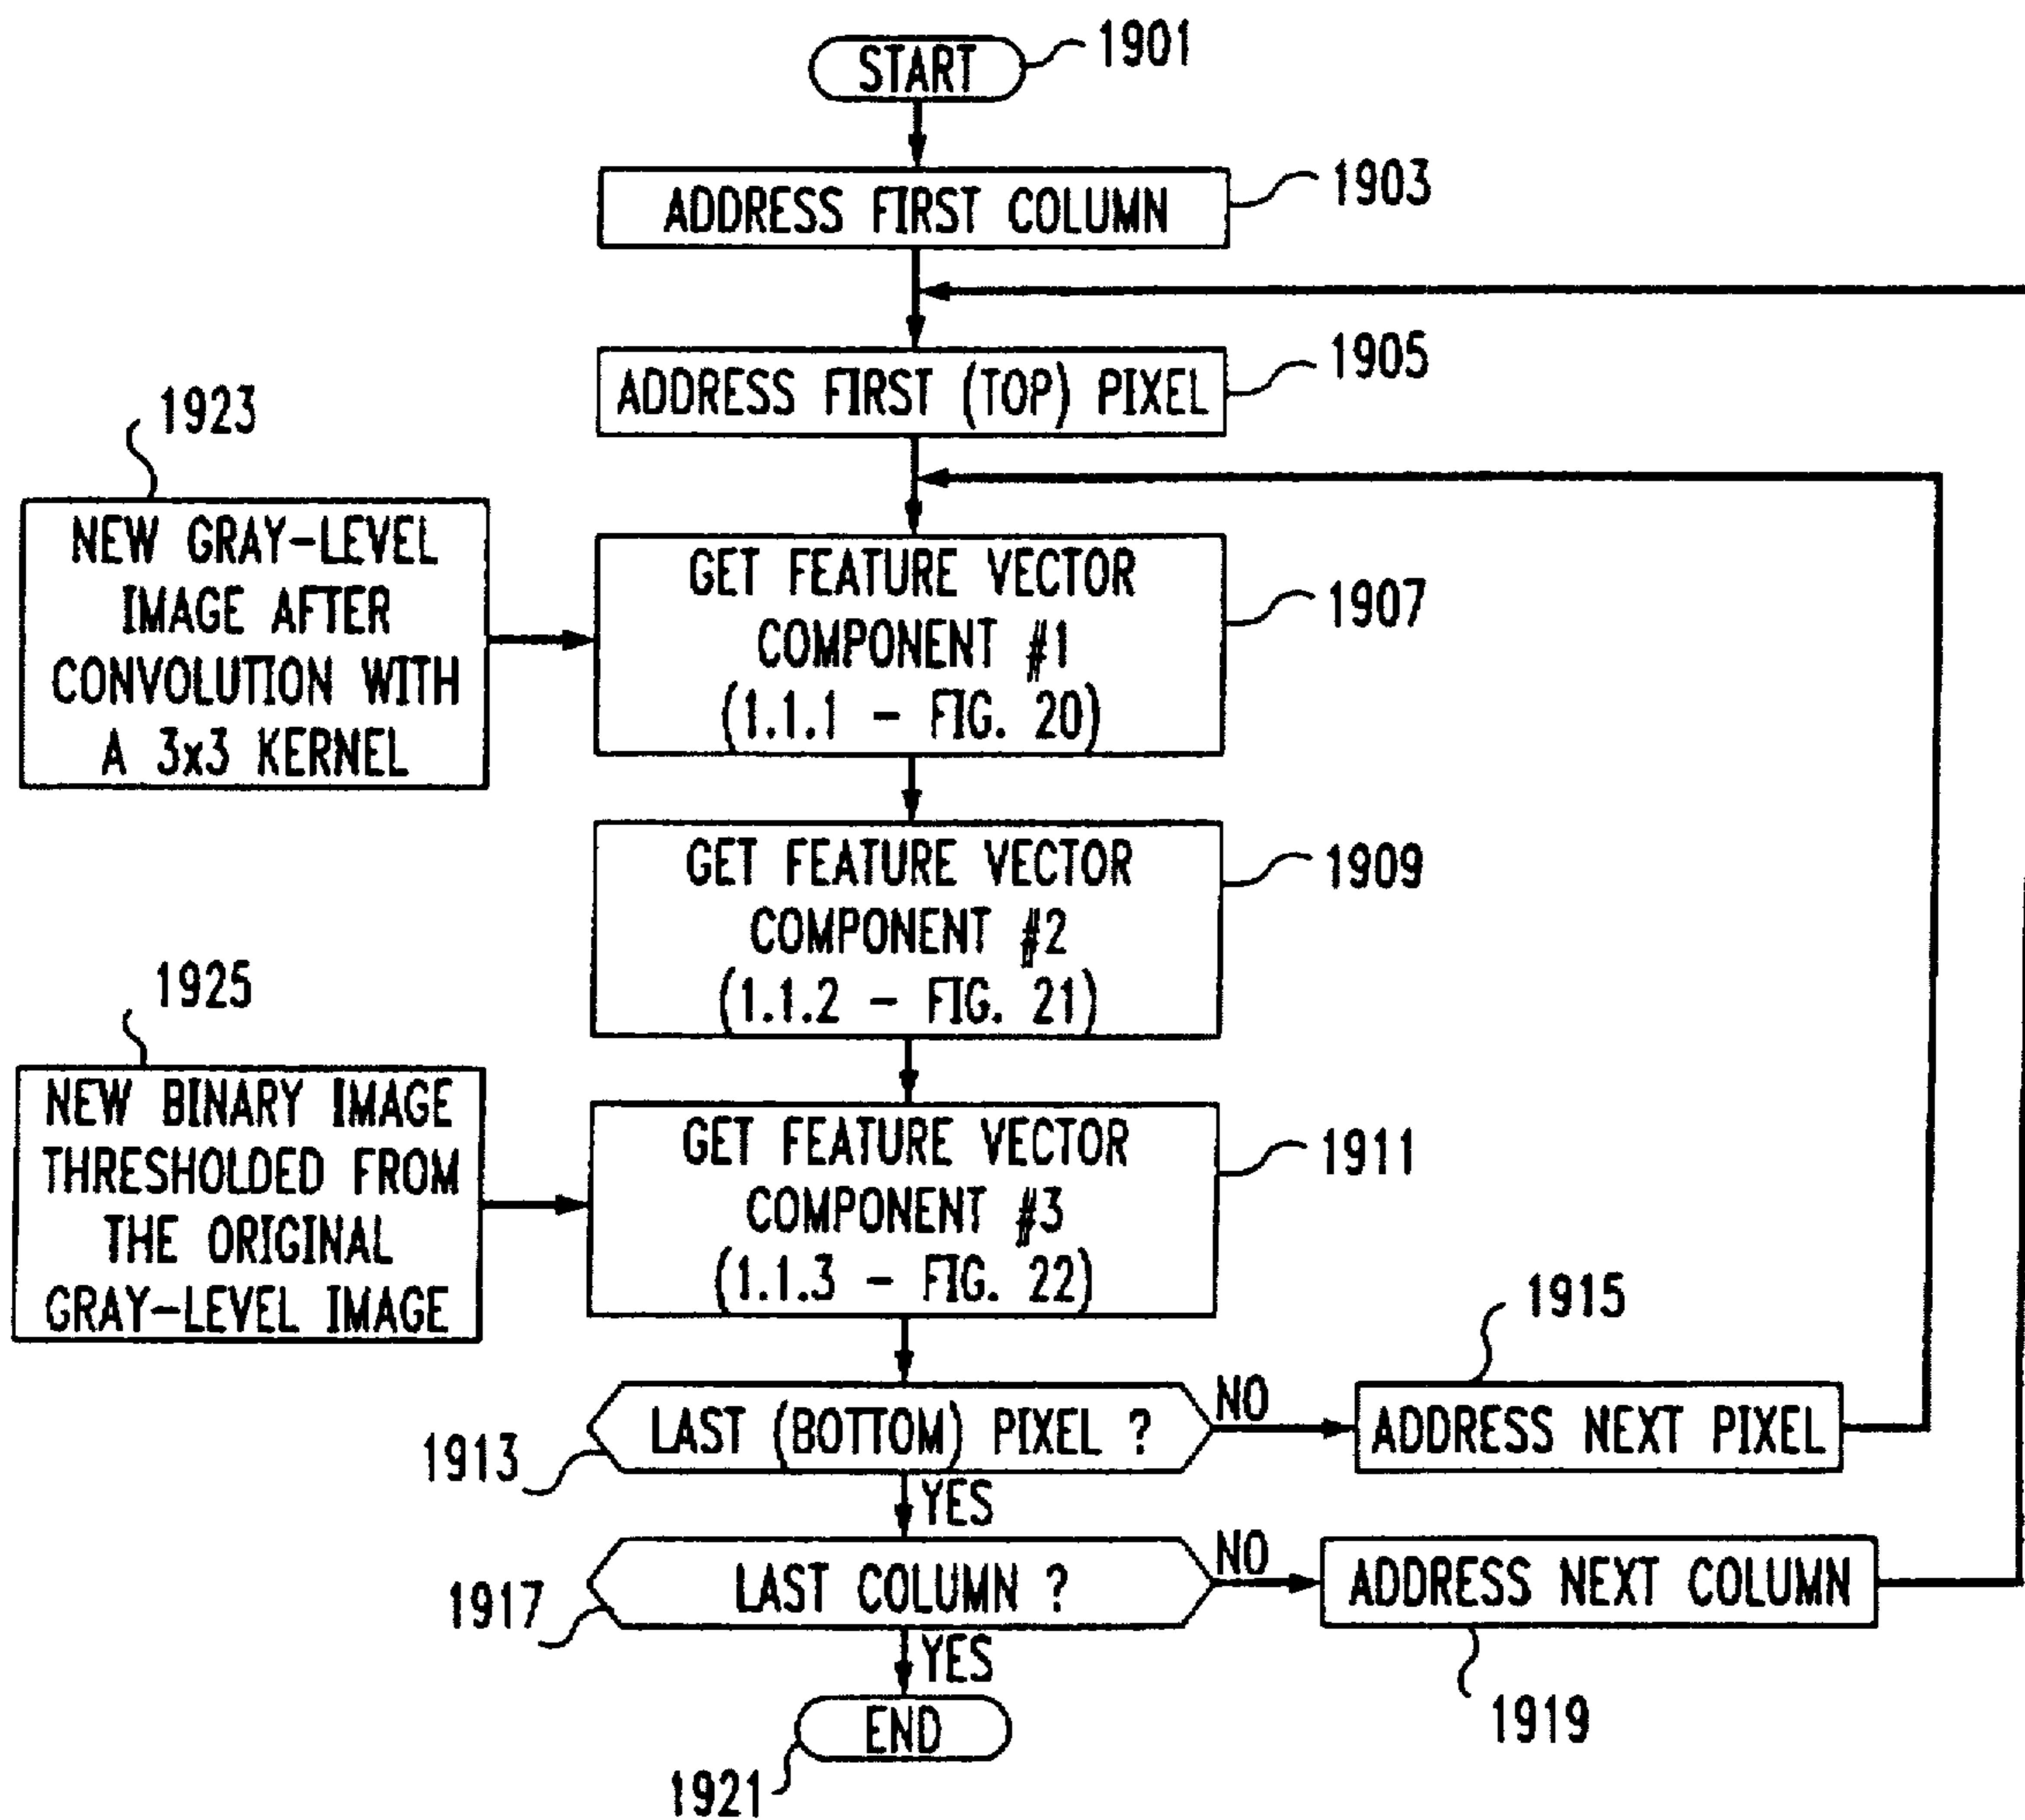 START
1901
ADDRESS FIRST COLUMN
1903
ADDRESS FIRST (TOP) PIXEL
1905
1923
NEW GRAY-LEVEL
IMAGE AFTER
CONVOLUTION WITH
A 3x3 KERNEL
GET FEATURE VECTOR
COMPONENT #1
(1.1.1 - FIG. 20)
1907
GET FEATURE VECTOR
COMPONENT #2
(1.1.2 - FIG. 21)
1909
1925
NEW BINARY IMAGE
THRESHOLDED FROM
THE ORIGINAL
GRAY-LEVEL IMAGE
GET FEATURE VECTOR
COMPONENT #3
(1.1.3 - FIG. 22)
1911
LAST (BOTTOM) PIXEL ?
1913
NO
1915
ADDRESS NEXT PIXEL
YES
LAST COLUMN ?
1917
NO
ADDRESS NEXT COLUMN
1919
YES
END
1921